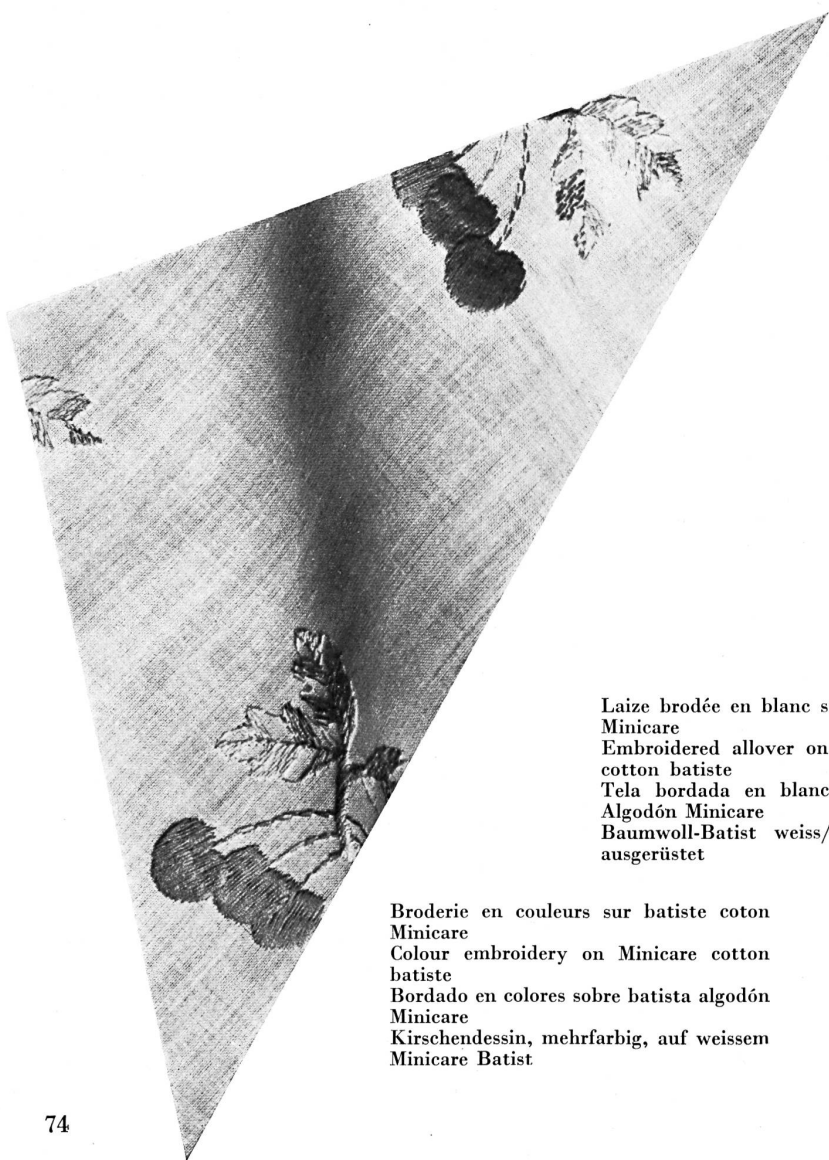 Laize brodée en blanc
Minicare
Embroidered allover on
cotton batiste
Tela bordada en blanc
Algodón Minicare
Baumwoll-Batist weiss/
ausgerüstet
Broderie en couleurs sur batiste coton
Minicare
Colour embroidery on Minicare cotton
batiste
Bordado en colores sobre batista algodón
Minicare
Kirschendessin, mehrfarbig, auf weissem
Minicare Batist
74